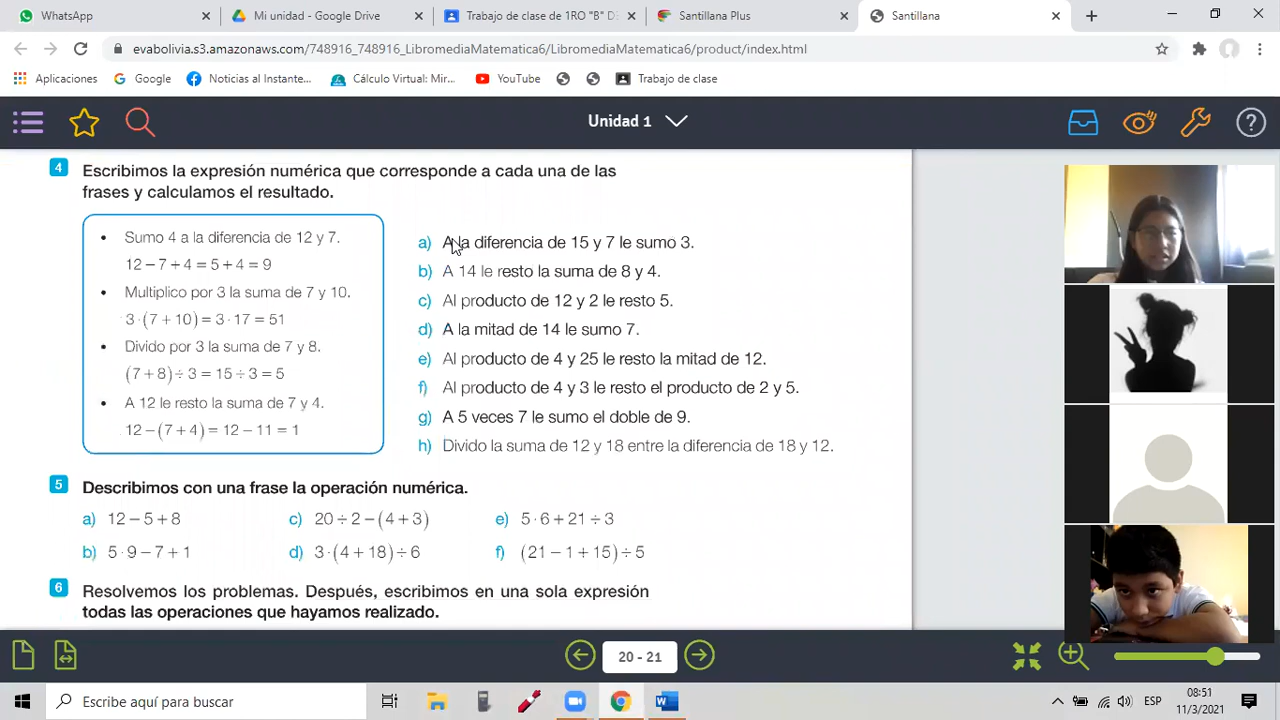 WhatsApp
Mi unidad - Google Drive
Trabajo de clase de 1RO "B" DE
Santillana Plus
Santillana
evabolivia.s3.amazonaws.com/748916_748916_LibromediaMatematica6/LibromediaMatematica6/product/index.html
Aplicaciones
Google
Noticias al Instante...
Cálculo Virtual: Mir...
YouTube
Trabajo de clase
Unidad 1
4 Escribimos la expresión numérica que corresponde a cada una de las
frases y calculamos el resultado.
• Sumo 4 a la diferencia de 12 y 7.
12 – 7 + 4 = 5 + 4 = 9
• Multiplico por 3 la suma de 7 y 10.
3 · (7 + 10) = 3 · 17 = 51
• Divido por 3 la suma de 7 y 8.
(7 + 8) ÷ 3 = 15 ÷ 3 = 5
• A 12 le resto la suma de 7 y 4.
12 – (7 + 4) = 12 – 11 = 1
a) A la diferencia de 15 y 7 le sumo 3.
b) A 14 le resto la suma de 8 y 4.
c) Al producto de 12 y 2 le resto 5.
d) A la mitad de 14 le sumo 7.
e) Al producto de 4 y 25 le resto la mitad de 12.
f) Al producto de 4 y 3 le resto el producto de 2 y 5.
g) A 5 veces 7 le sumo el doble de 9.
h) Divido la suma de 12 y 18 entre la diferencia de 18 y 12.
5 Describimos con una frase la operación numérica.
a) 12 – 5 + 8
c) 20 ÷ 2 – (4 + 3)
e) 5 · 6 + 21 ÷ 3
b) 5 · 9 – 7 + 1
d) 3 · (4 + 18) ÷ 6
f) (21 – 1 + 15) ÷ 5
6 Resolvemos los problemas. Después, escribimos en una sola expresión
todas las operaciones que hayamos realizado.
20 - 21
Escribe aquí para buscar
ESP
08:51
11/3/2021